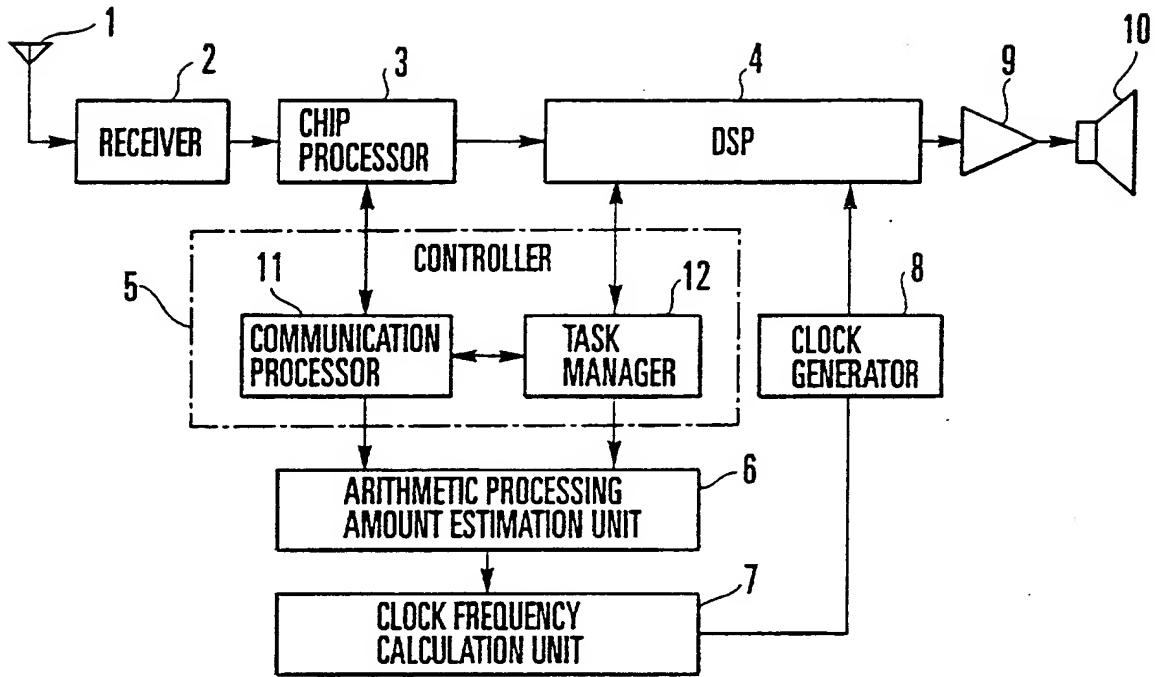 1
2
3
4
9
10
RECEIVER
CHIP
PROCESSOR
DSP
CONTROLLER
5
11
12
8
COMMUNICATION
PROCESSOR
TASK
MANAGER
CLOCK
GENERATOR
6
ARITHMETIC PROCESSING
AMOUNT ESTIMATION UNIT
7
CLOCK FREQUENCY
CALCULATION UNIT